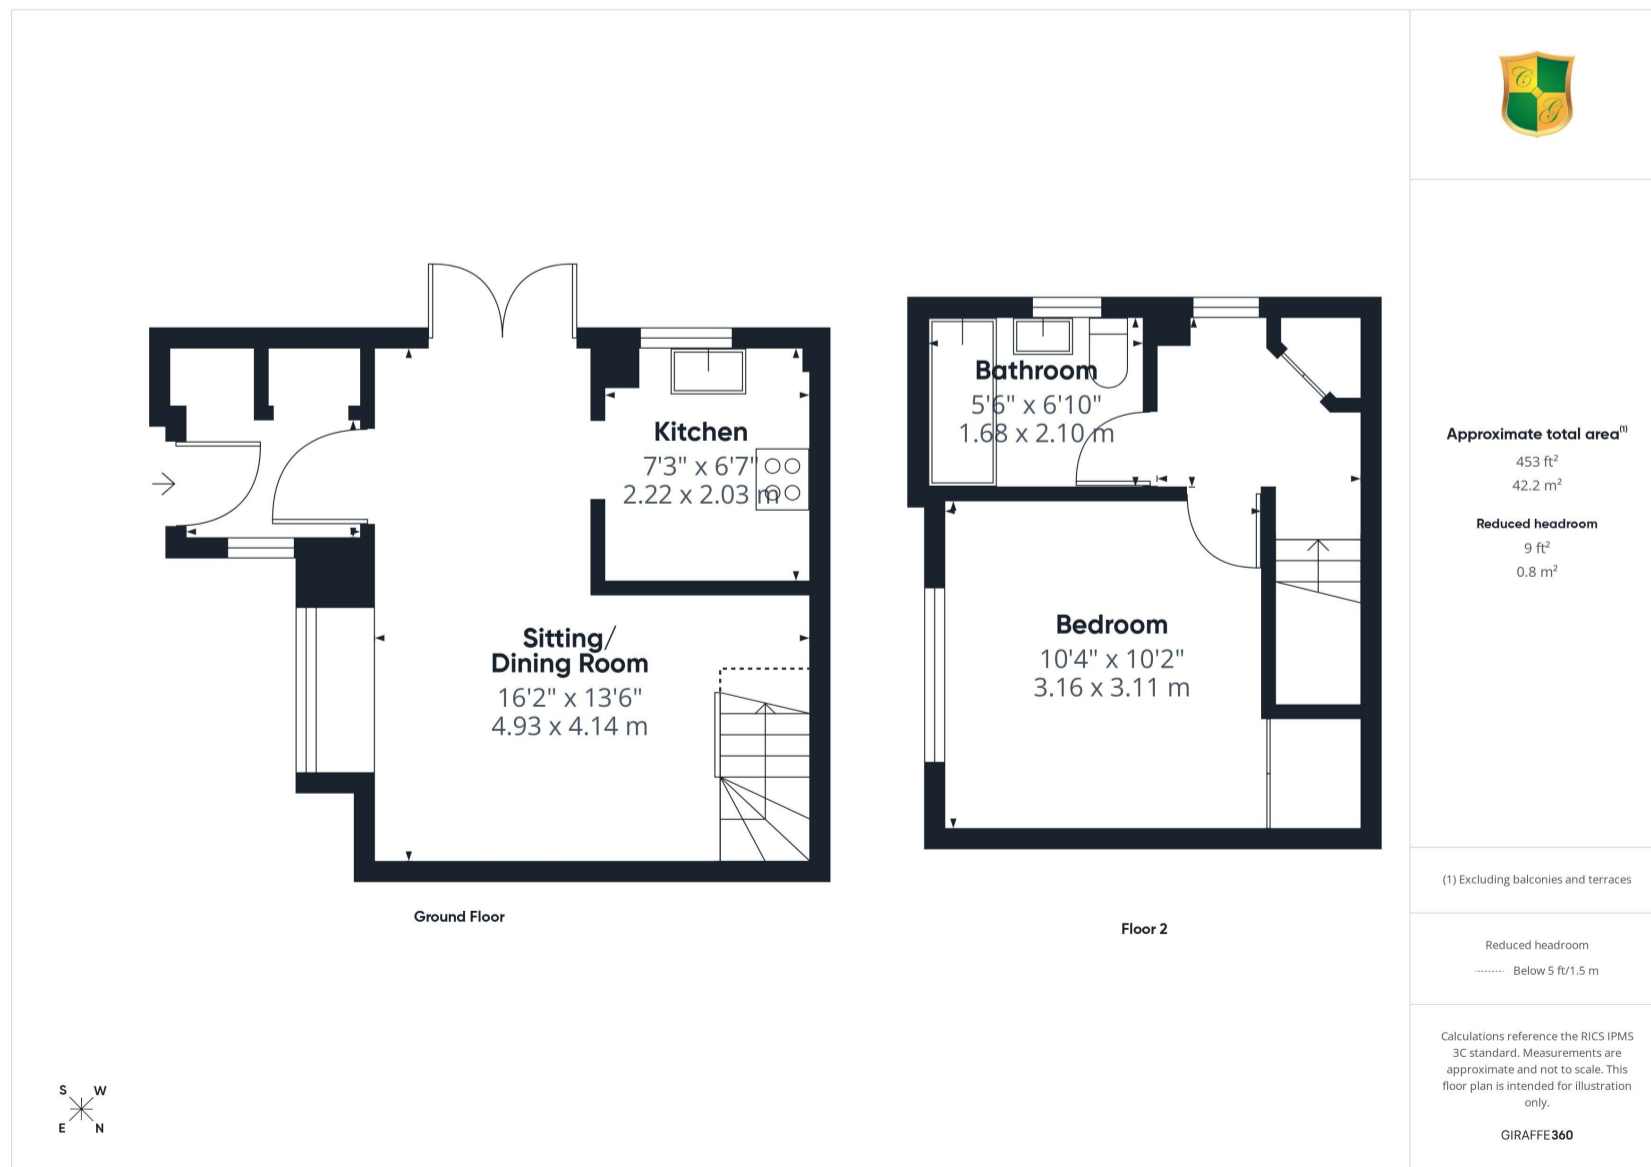 C
G
Kitchen
7'3" x 6'7"
2.22 x 2.03 m
Sitting/
Dining Room
16'2" x 13'6"
4.93 x 4.14 m
Ground Floor
Bathroom
5'6" x 6'10"
1.68 x 2.10 m
Bedroom
10'4" x 10'2"
3.16 x 3.11 m
Floor 2
S W
E N
Approximate total area(1)
453 ft²
42.2 m²
Reduced headroom
9 ft²
0.8 m²
(1) Excluding balconies and terraces
Reduced headroom
Below 5 ft/1.5 m
Calculations reference the RICS IPMS
3C standard. Measurements are
approximate and not to scale. This
floor plan is intended for illustration
only.
GIRAFFE360